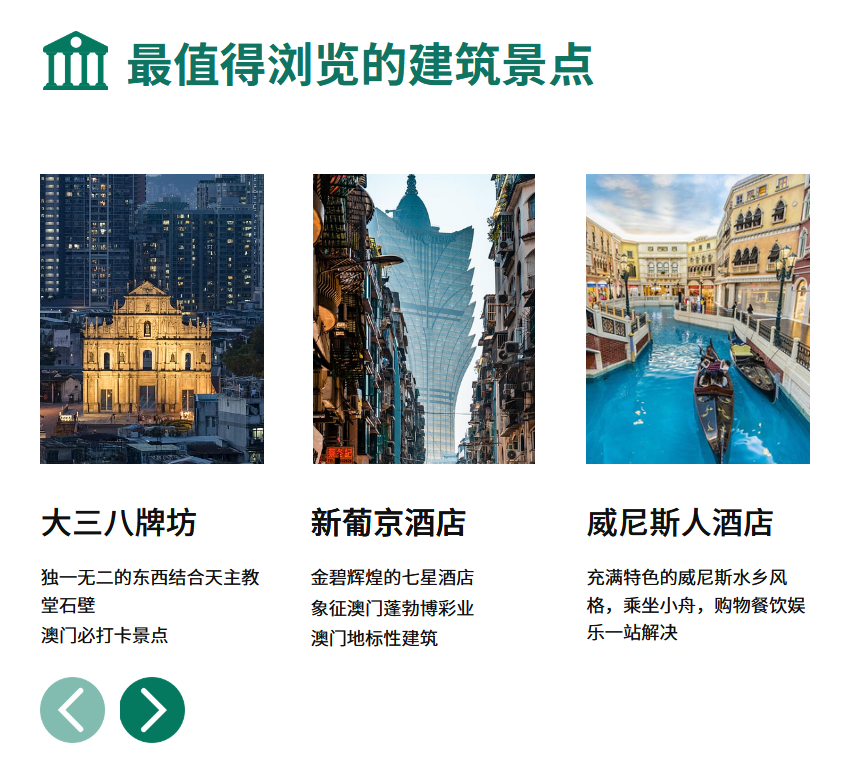 最值得浏览的建筑景点
大三八牌坊
独一无二的东西结合天主教
堂石壁
澳门必打卡景点
新葡京酒店
金碧辉煌的七星酒店
象征澳门蓬勃博彩业
澳门地标性建筑
威尼斯人酒店
充满特色的威尼斯水乡风
格，乘坐小舟，购物餐饮娱
乐一站解决